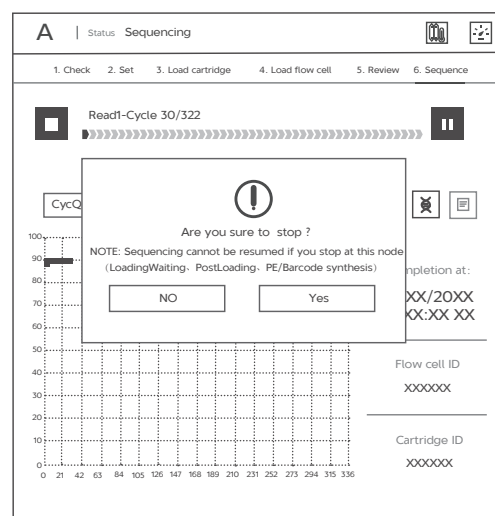 A | Status Sequencing
1. Check 2. Set 3. Load cartridge 4. Load flow cell 5. Review 6. Sequence
Read1-Cycle 30/322
CycQ
Are you sure to stop ?
NOTE: Sequencing cannot be resumed if you stop at this node
(LoadingWaiting、PostLoading、PE/Barcode synthesis)
NO Yes
mpletion at:
XX/20XX
XX:XX XX
Flow cell ID
XXXXXX
Cartridge ID
XXXXXX
100
90
80
70
60
50
40
30
20
10
0
0 21 42 63 84 105 126 147 168 189 210 231 252 273 294 315 336